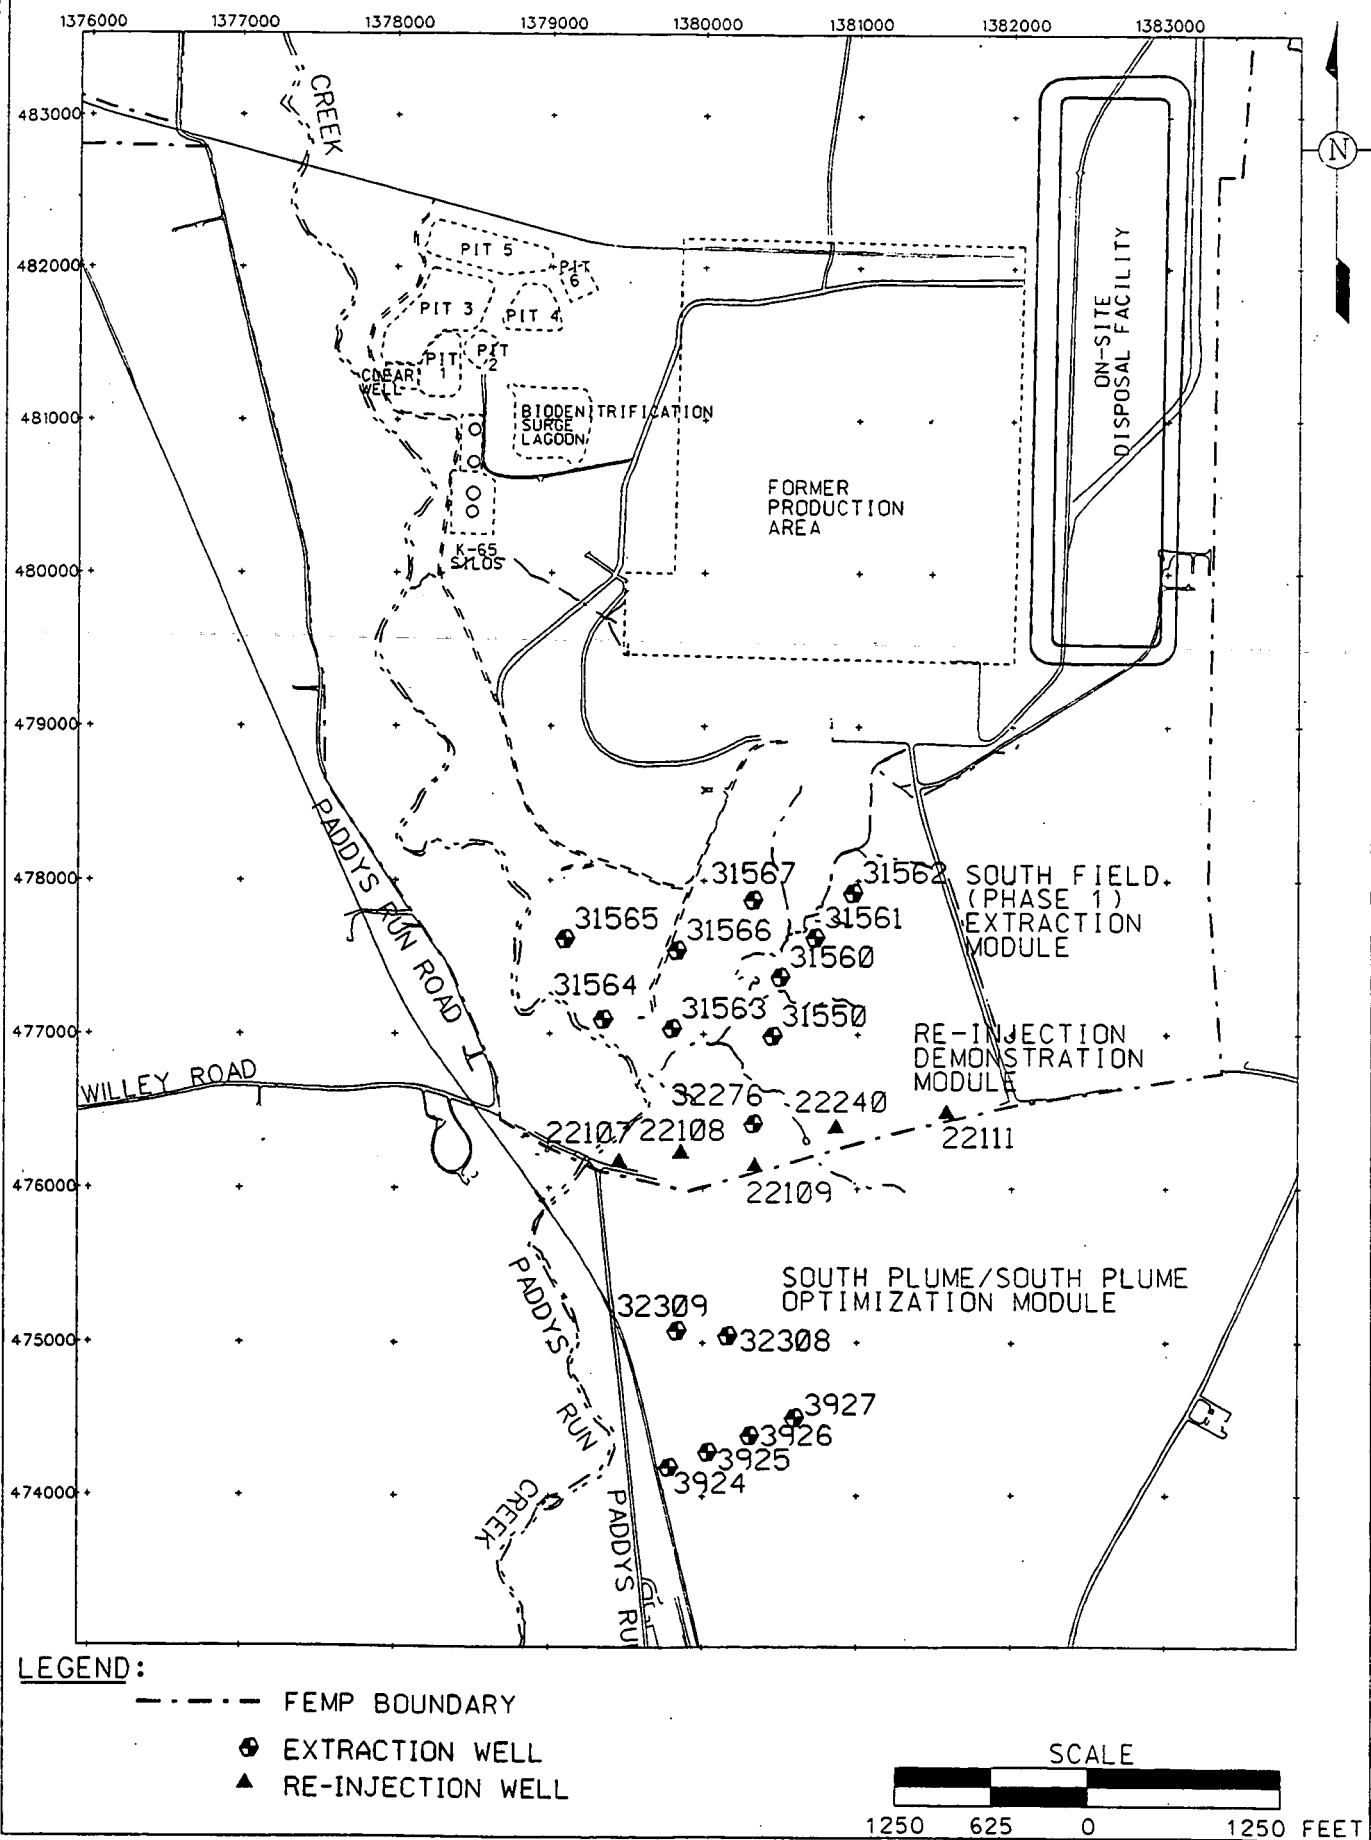 1376000 1377000 1378000 1379000 1380000 1381000 1382000 1383000
483000
482000
481000
480000
479000
478000
477000
476000
475000
474000
N
CREEK
PIT 5
PIT
6
PIT 3
PIT 4
PIT
1
PIT
2
CLEAR
WELL
BIODENITRIFICATION
SURGE
LAGOON
K-65
SILOS
FORMER
PRODUCTION
AREA
ON-SITE
DISPOSAL FACILITY
PADDYS RUN ROAD
31567
31562
SOUTH FIELD
(PHASE 1)
EXTRACTION
MODULE
31565
31566
31561
31560
31564
31563
31550
RE-INJECTION
DEMONSTRATION
MODULE
WILLEY ROAD
32276
22240
22107
22108
22111
22109
PADDYS
RUN
CREEK
SOUTH PLUME/SOUTH PLUME
OPTIMIZATION MODULE
32309
32308
3927
3926
3925
3924
PADDYS RU
LEGEND:
FEMP BOUNDARY
EXTRACTION WELL
RE-INJECTION WELL
SCALE
1250 625 0 1250 FEET